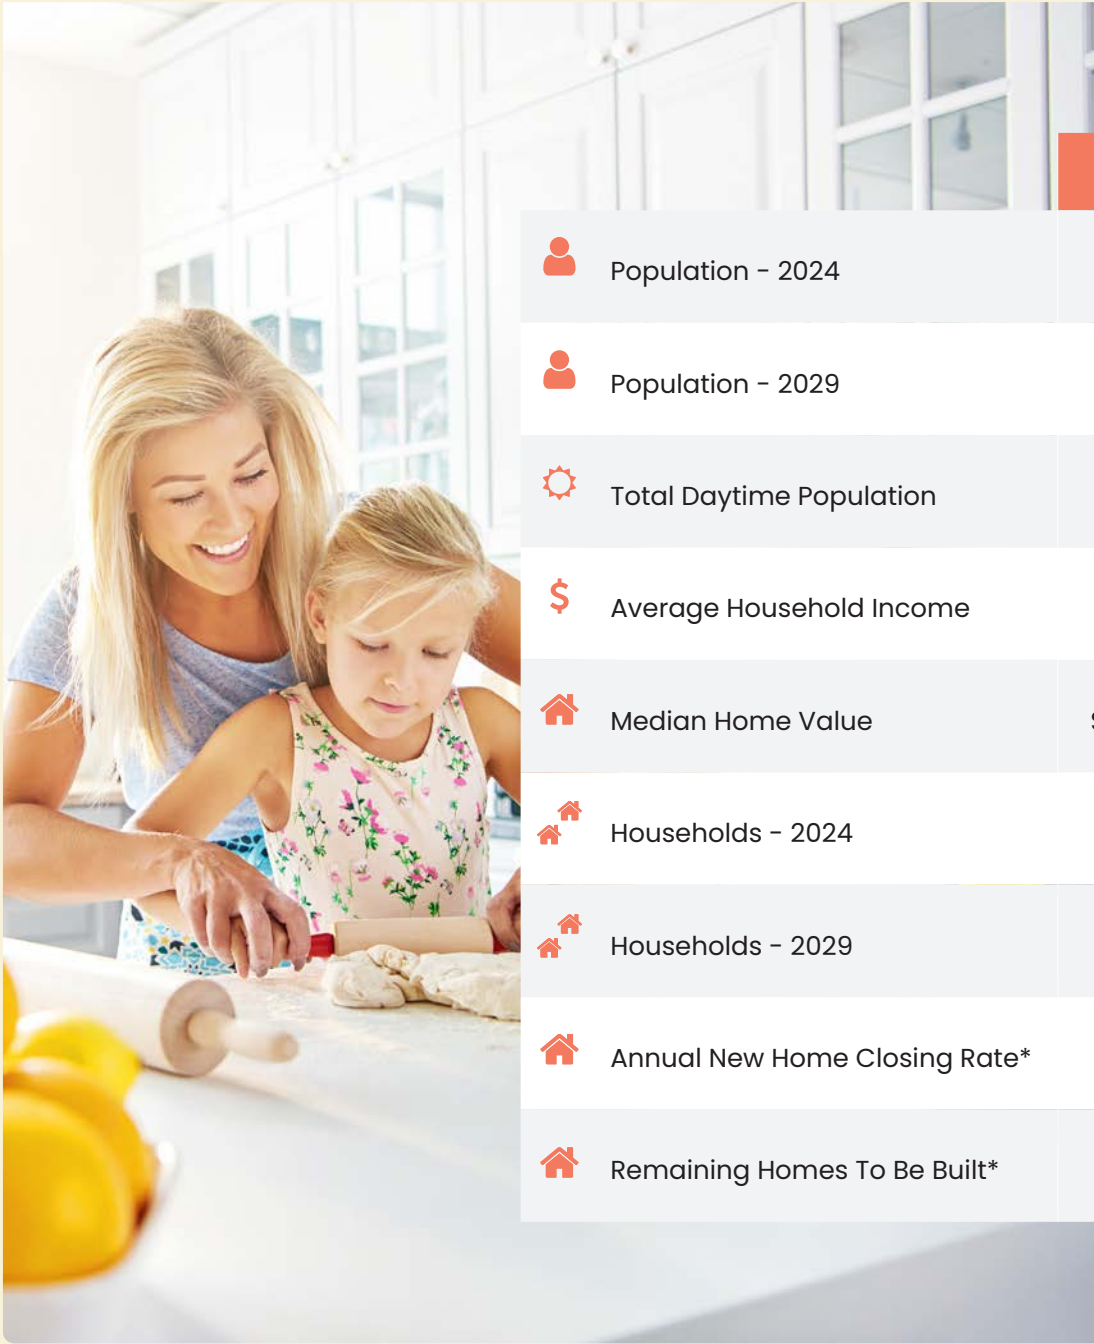 Population - 2024
Population - 2029
Total Daytime Population
Average Household Income
Median Home Value
Households - 2024
Households - 2029
Annual New Home Closing Rate*
Remaining Homes To Be Built*